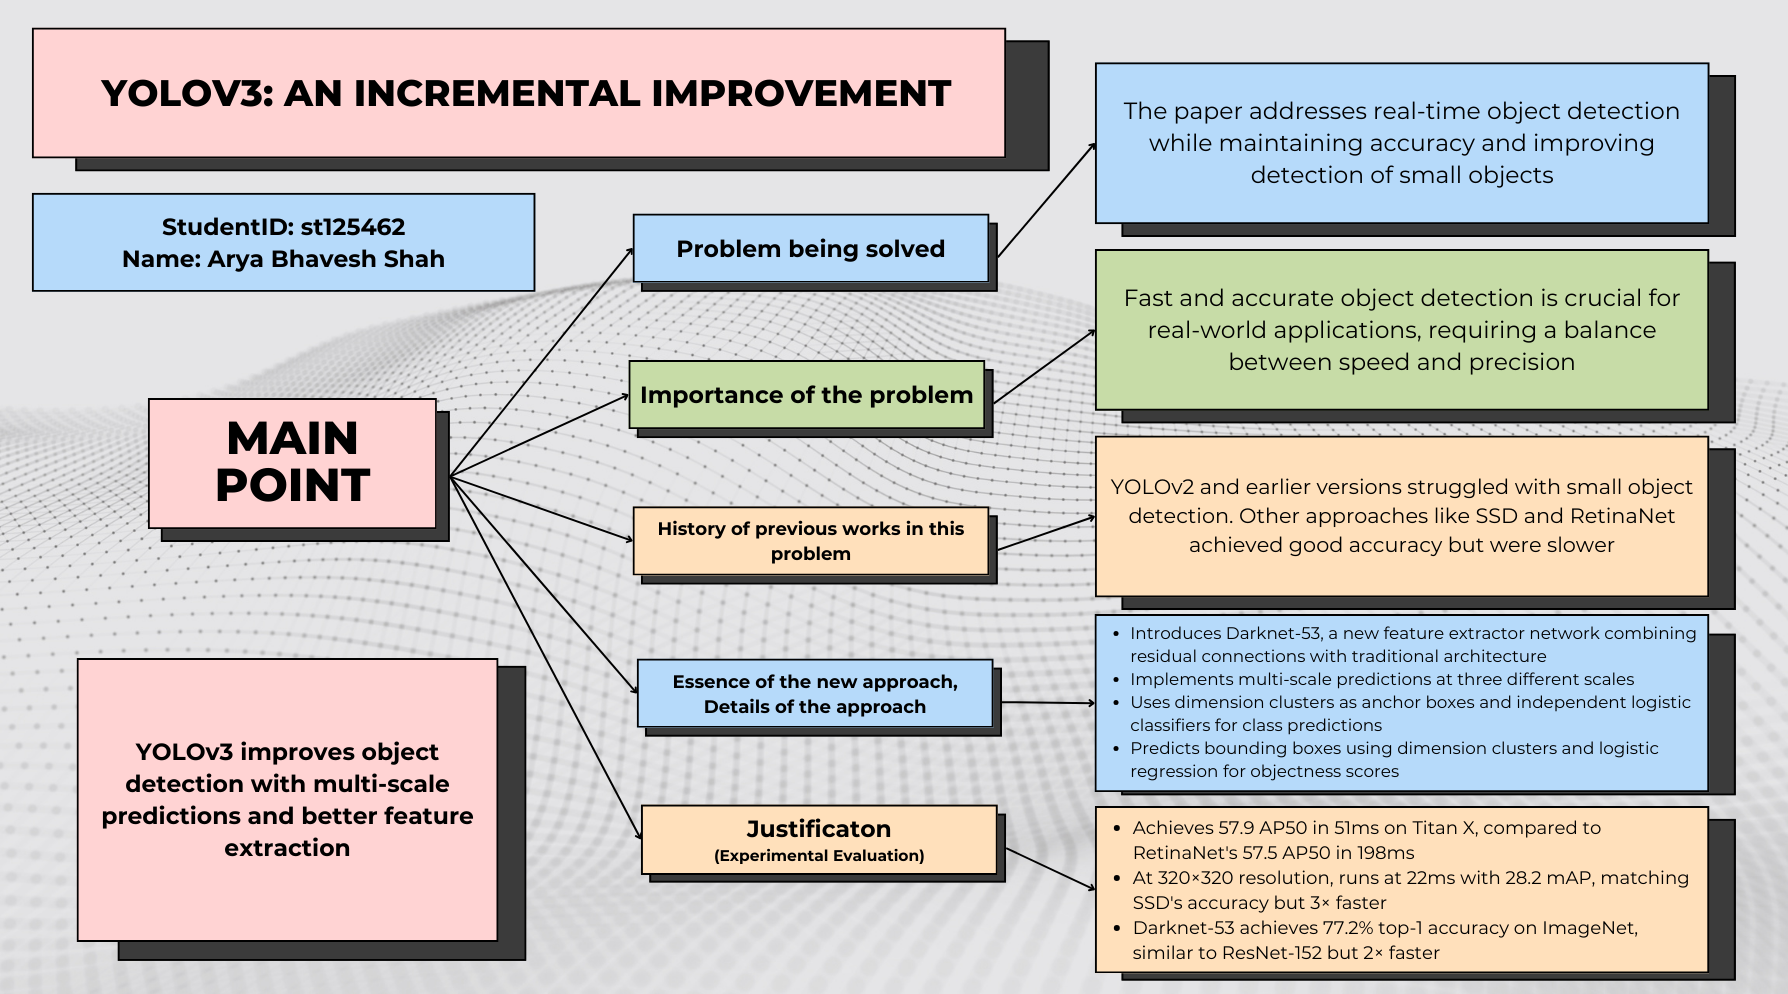 YOLOV3: AN INCREMENTAL IMPROVEMENT
StudentID: st125462
Name: Arya Bhavesh Shah
MAIN
POINT
YOLOv3 improves object
detection with multi-scale
predictions and better feature
extraction
Problem being solved
The paper addresses real-time object detection
while maintaining accuracy and improving
detection of small objects
Importance of the problem
Fast and accurate object detection is crucial for
real-world applications, requiring a balance
between speed and precision
History of previous works in this
problem
YOLOv2 and earlier versions struggled with small object
detection. Other approaches like SSD and RetinaNet
achieved good accuracy but were slower
Essence of the new approach,
Details of the approach
• Introduces Darknet-53, a new feature extractor network combining
residual connections with traditional architecture
• Implements multi-scale predictions at three different scales
• Uses dimension clusters as anchor boxes and independent logistic
classifiers for class predictions
• Predicts bounding boxes using dimension clusters and logistic
regression for objectness scores
Justificaton
(Experimental Evaluation)
• Achieves 57.9 AP50 in 51ms on Titan X, compared to
RetinaNet's 57.5 AP50 in 198ms
• At 320×320 resolution, runs at 22ms with 28.2 mAP, matching
SSD's accuracy but 3× faster
• Darknet-53 achieves 77.2% top-1 accuracy on ImageNet,
similar to ResNet-152 but 2× faster